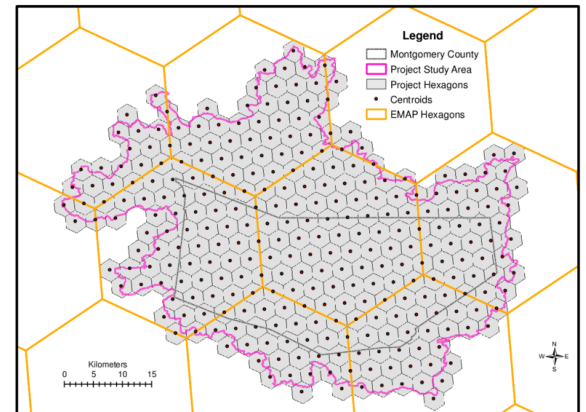 Legend
Montgomery County
Project Study Area
Project Hexagons
Centroids
EMAP Hexagons
Kilometers
0 5 10 15
N
W E
S